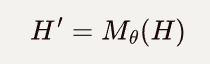 H′ = M_θ(H)